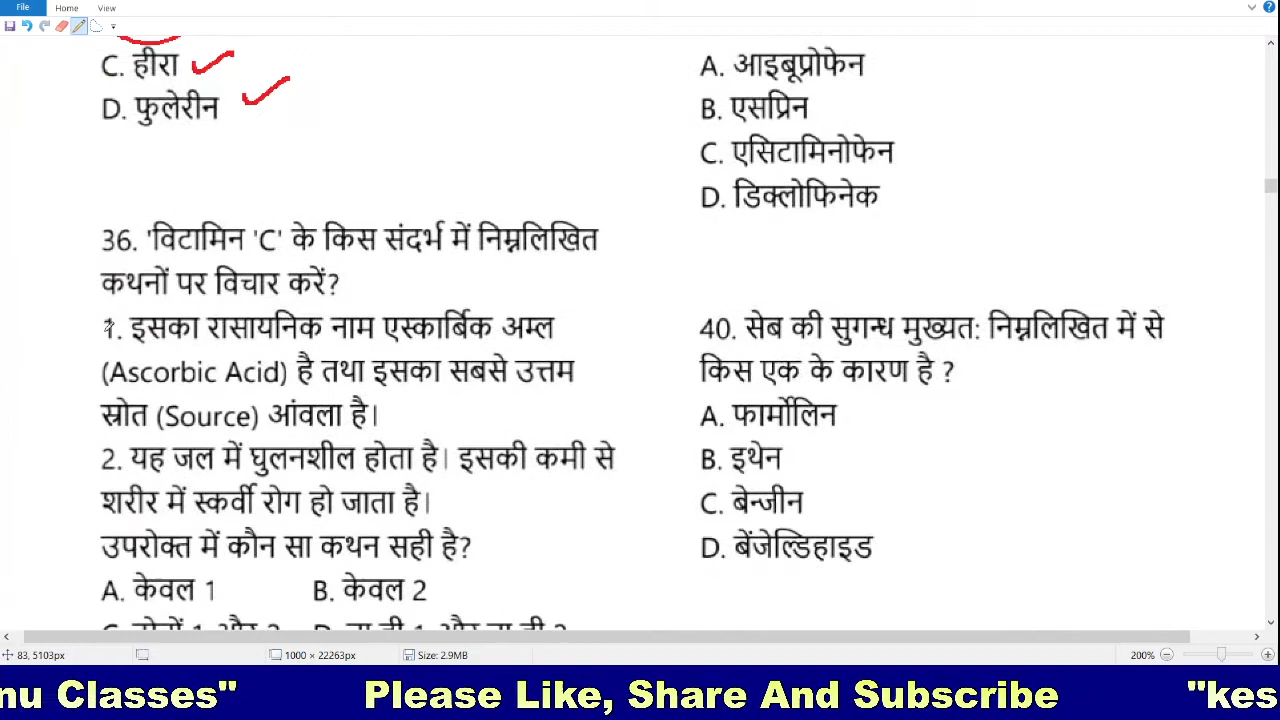 File Home View
C. हीरा
D. फुलेरीन
36. 'विटामिन 'C' के किस संदर्भ में निम्नलिखित
कथनों पर विचार करें?
1. इसका रासायनिक नाम एस्कार्बिक अम्ल
(Ascorbic Acid) है तथा इसका सबसे उत्तम
स्रोत (Source) आंवला है।
2. यह जल में घुलनशील होता है। इसकी कमी से
शरीर में स्कर्वी रोग हो जाता है।
उपरोक्त में कौन सा कथन सही है?
A. केवल 1 B. केवल 2
A. आइबूप्रोफेन
B. एसप्रिन
C. एसिटामिनोफेन
D. डिक्लोफिनेक
40. सेब की सुगन्ध मुख्यत: निम्नलिखित में से
किस एक के कारण है ?
A. फार्मोलिन
B. इथेन
C. बेन्जीन
D. बेंजेल्डिहाइड
83, 5103px 1000 × 22263px Size: 2.9MB 200%
nu Classes" Please Like, Share And Subscribe "kes